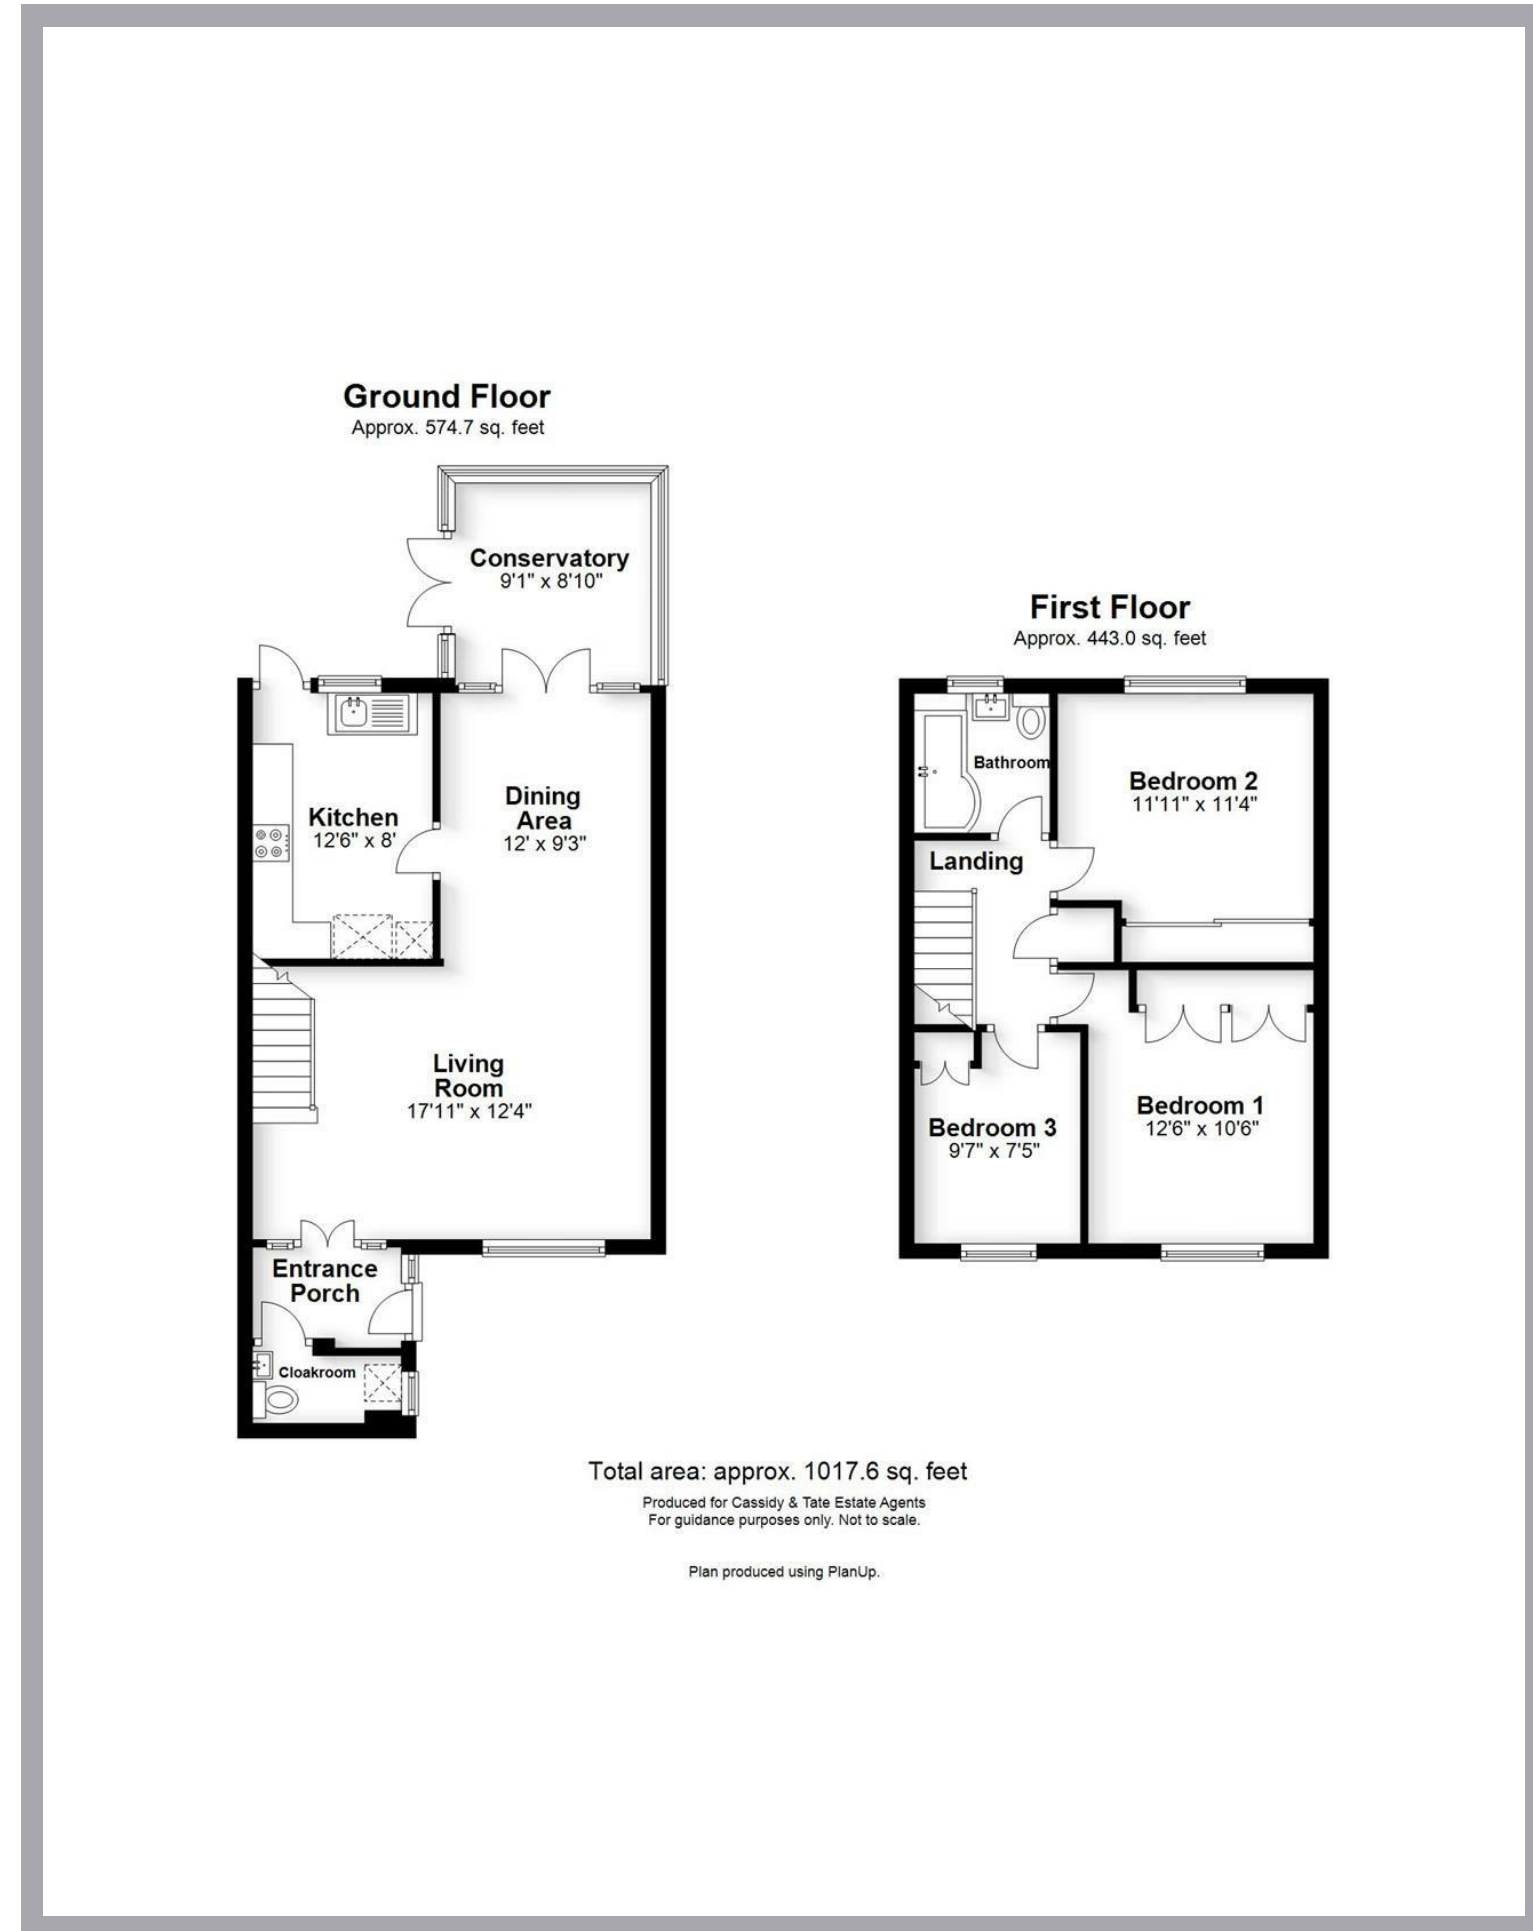 Ground Floor
Approx. 574.7 sq. feet
Conservatory
9'1" x 8'10"
Kitchen
12'6" x 8'
Dining
Area
12' x 9'3"
Living
Room
17'11" x 12'4"
Entrance
Porch
Cloakroom
First Floor
Approx. 443.0 sq. feet
Bathroom
Bedroom 2
11'11" x 11'4"
Landing
Bedroom 1
12'6" x 10'6"
Bedroom 3
9'7" x 7'5"
Total area: approx. 1017.6 sq. feet
Produced for Cassidy & Tate Estate Agents
For guidance purposes only. Not to scale.
Plan produced using PlanUp.